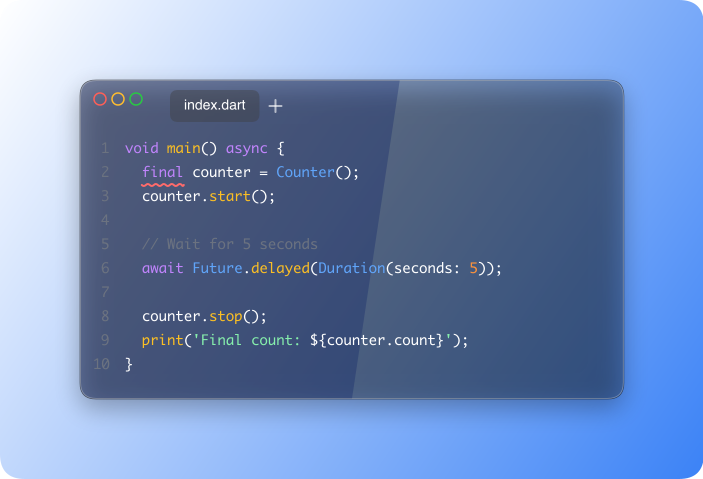 index.dart +
1 void main() async {
2   final counter = Counter();
3   counter.start();
4
5   // Wait for 5 seconds
6   await Future.delayed(Duration(seconds: 5));
7
8   counter.stop();
9   print('Final count: ${counter.count}');
10 }